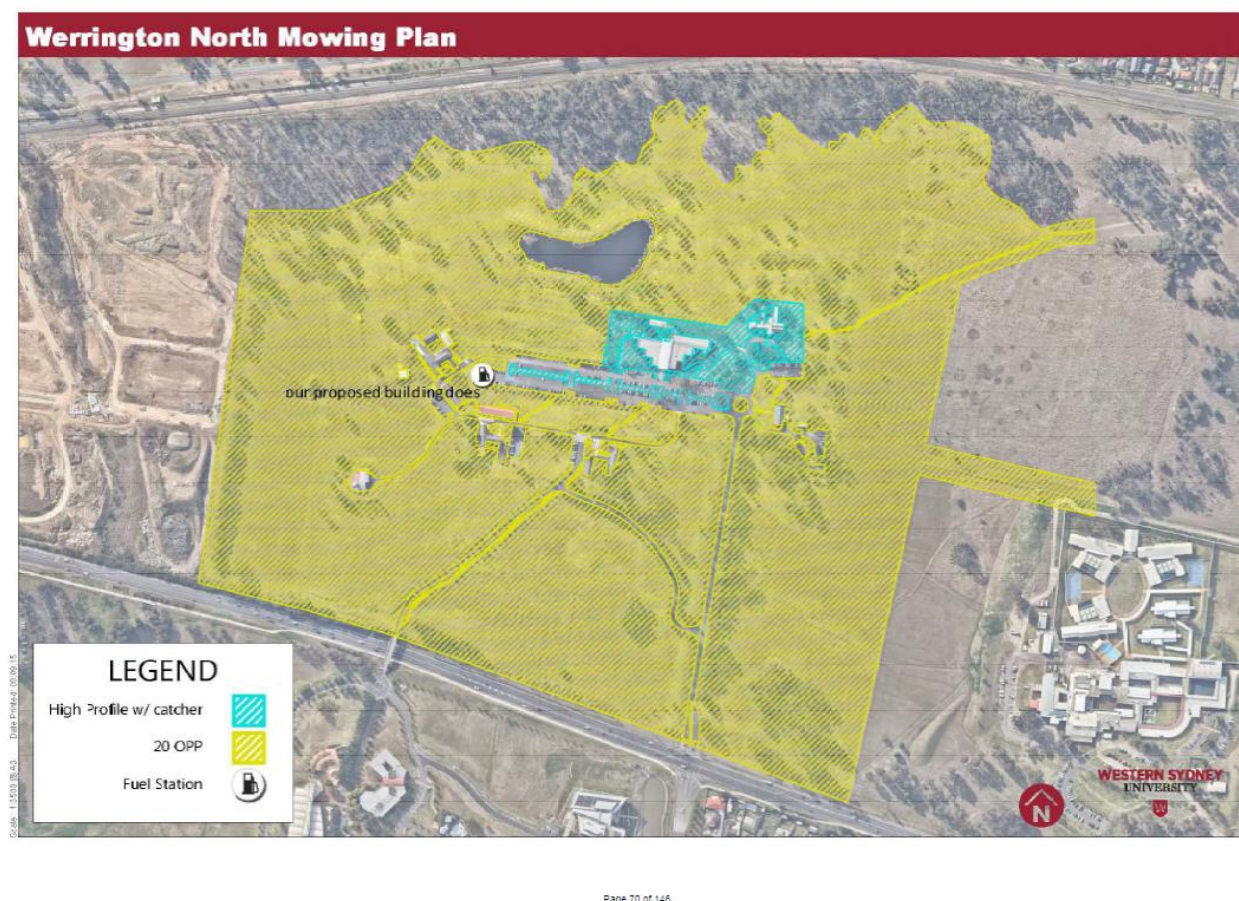 Werrington North Mowing Plan
our proposed building does
LEGEND
High Profile w/ catcher
20 OPP
Fuel Station
N
WESTERN SYDNEY
UNIVERSITY
W
Page 70 of 146